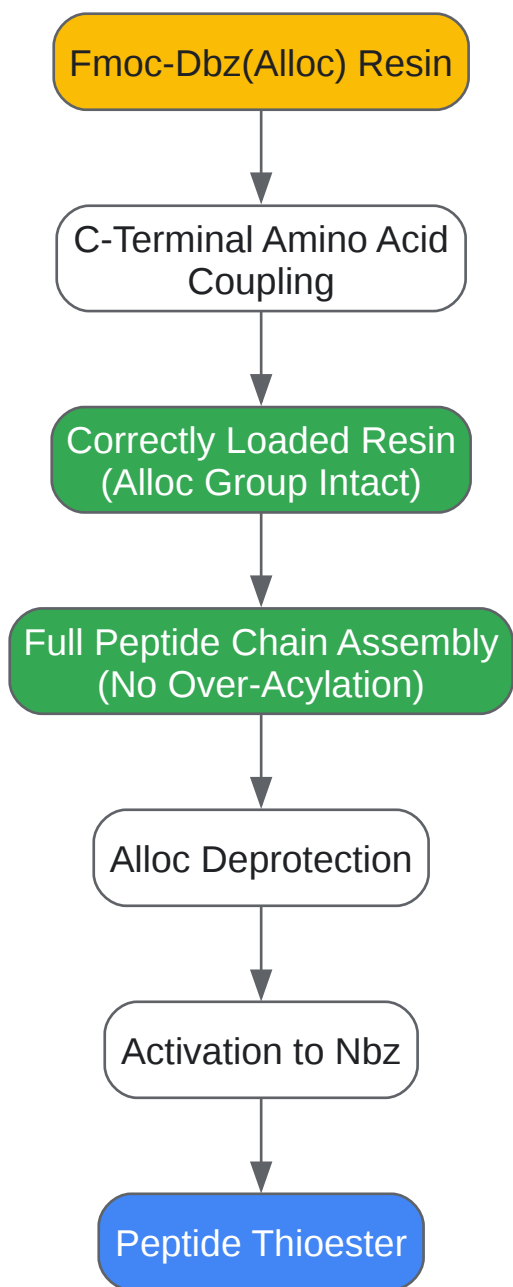 Fmoc-Dbz(Alloc) Resin
C-Terminal Amino Acid
Coupling
Correctly Loaded Resin
(Alloc Group Intact)
Full Peptide Chain Assembly
(No Over-Acylation)
Alloc Deprotection
Activation to Nbz
Peptide Thioester